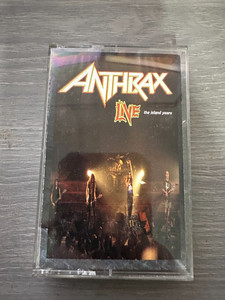 ANTHRAX
LIVE the island years